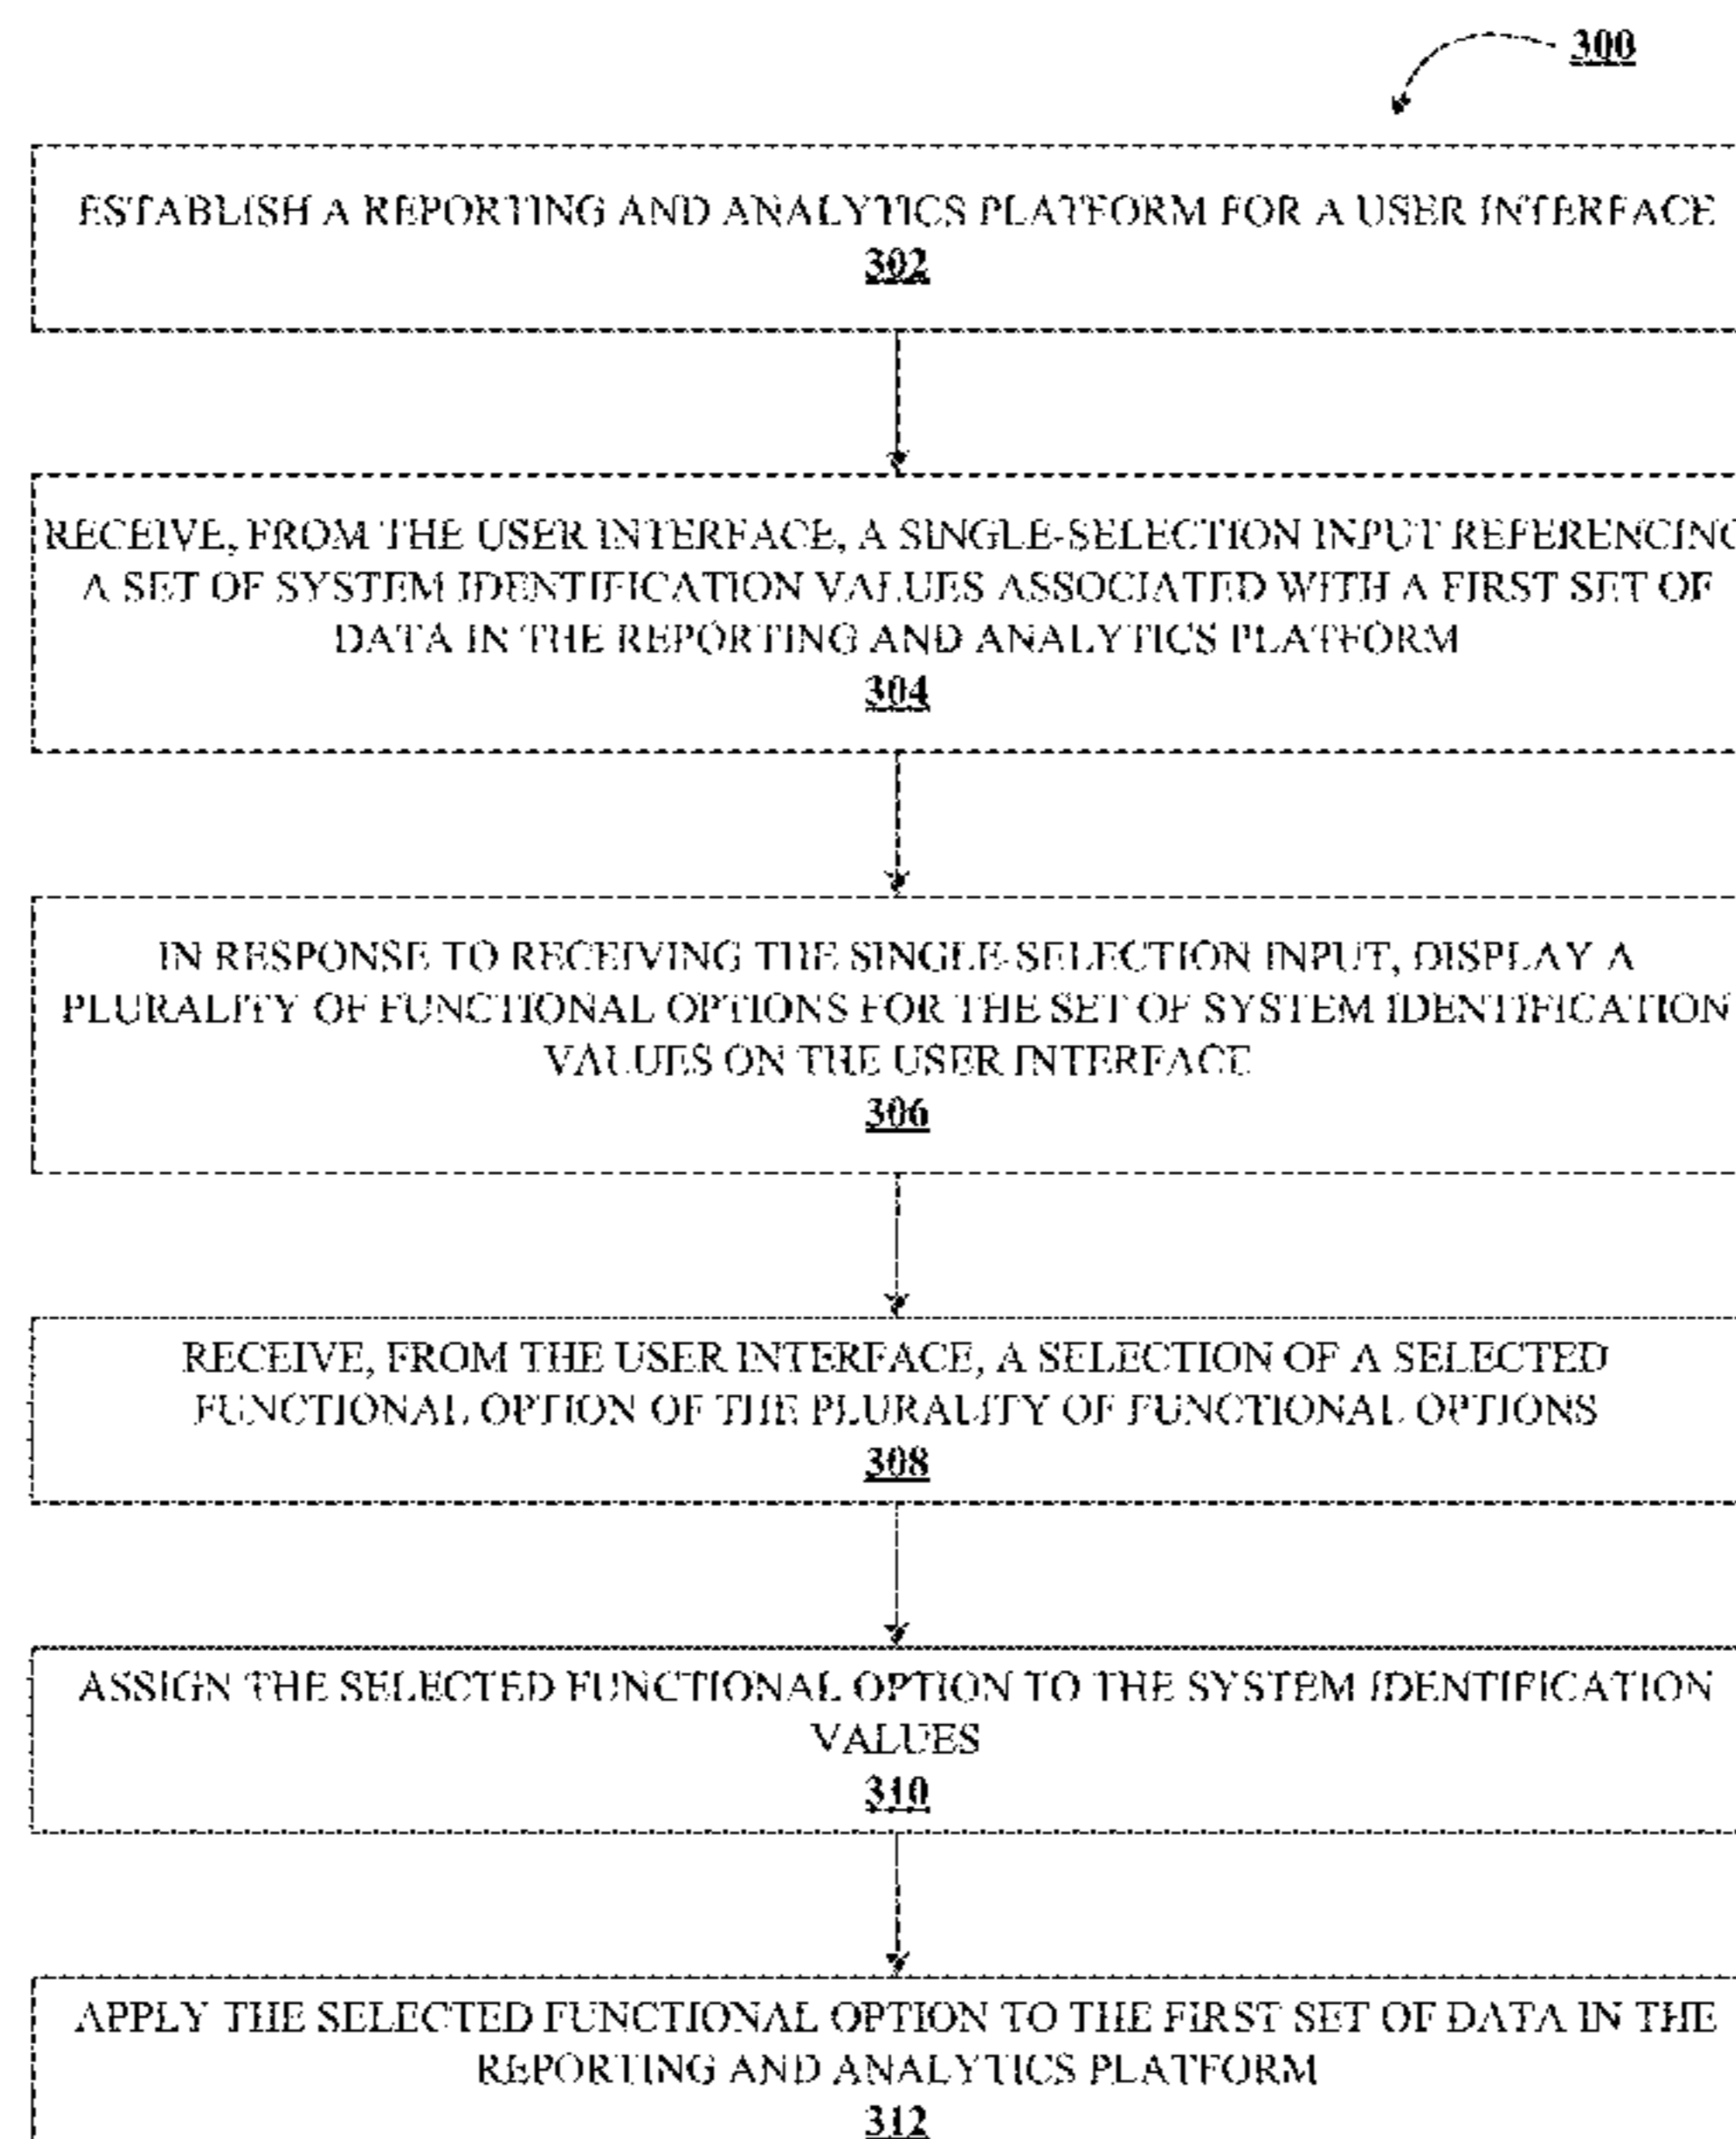 300
ESTABLISH A REPORTING AND ANALYTICS PLATFORM FOR A USER INTERFACE
302
RECEIVE, FROM THE USER INTERFACE, A SINGLE-SELECTION INPUT REFERENCING
A SET OF SYSTEM IDENTIFICATION VALUES ASSOCIATED WITH A FIRST SET OF
DATA IN THE REPORTING AND ANALYTICS PLATFORM
304
IN RESPONSE TO RECEIVING THE SINGLE-SELECTION INPUT, DISPLAY A
PLURALITY OF FUNCTIONAL OPTIONS FOR THE SET OF SYSTEM IDENTIFICATION
VALUES ON THE USER INTERFACE
306
RECEIVE, FROM THE USER INTERFACE, A SELECTION OF A SELECTED
FUNCTIONAL OPTION OF THE PLURALITY OF FUNCTIONAL OPTIONS
308
ASSIGN THE SELECTED FUNCTIONAL OPTION TO THE SYSTEM IDENTIFICATION
VALUES
310
APPLY THE SELECTED FUNCTIONAL OPTION TO THE FIRST SET OF DATA IN THE
REPORTING AND ANALYTICS PLATFORM
312